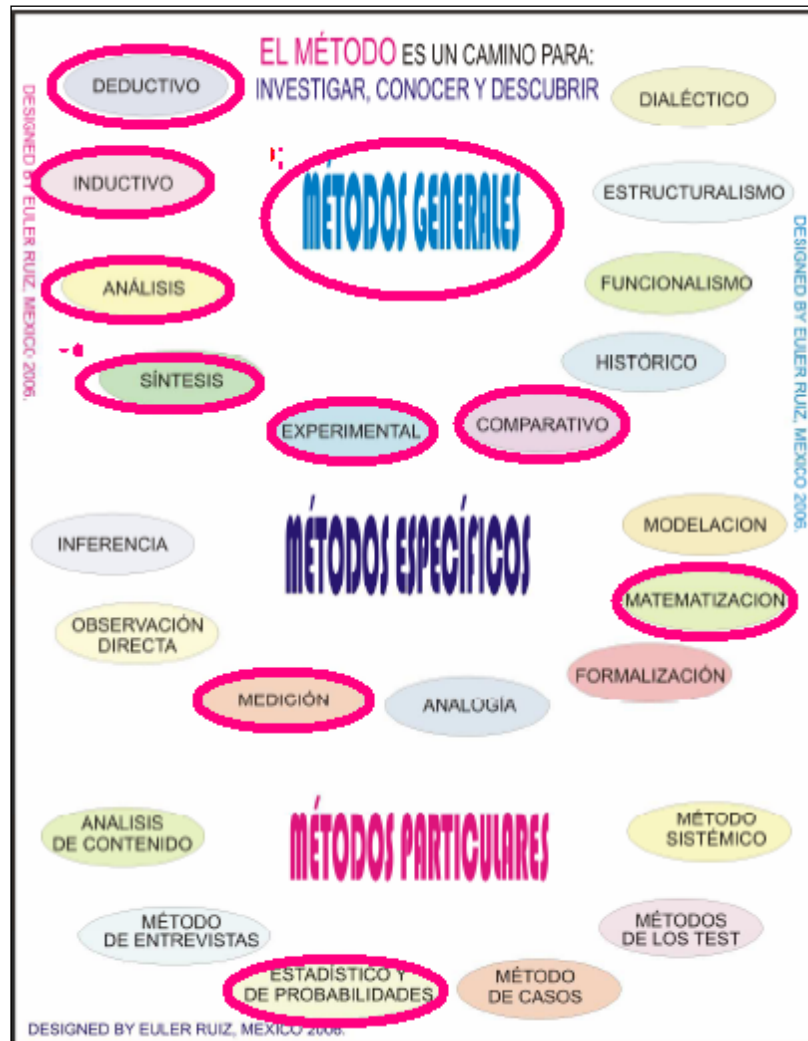 EL MÉTODO ES UN CAMINO PARA:
INVESTIGAR, CONOCER Y DESCUBRIR
DEDUCTIVO
DIALÉCTICO
INDUCTIVO
MÉTODOS GENERALES
ESTRUCTURALISMO
ANÁLISIS
FUNCIONALISMO
SÍNTESIS
HISTÓRICO
EXPERIMENTAL
COMPARATIVO
DESIGNED BY EULER RUIZ, MEXICO 2006.
DESIGNED BY EULER RUIZ, MEXICO 2006.
MÉTODOS ESPECÍFICOS
INFERENCIA
MODELACION
OBSERVACIÓN
DIRECTA
MATEMATIZACION
MEDICIÓN
ANALOGÍA
FORMALIZACIÓN
MÉTODOS PARTICULARES
ANÁLISIS
DE CONTENIDO
MÉTODO
SISTÉMICO
MÉTODO
DE ENTREVISTAS
MÉTODOS
DE LOS TEST
ESTADÍSTICO Y
DE PROBABILIDADES
MÉTODO
DE CASOS
DESIGNED BY EULER RUIZ, MEXICO 2006.